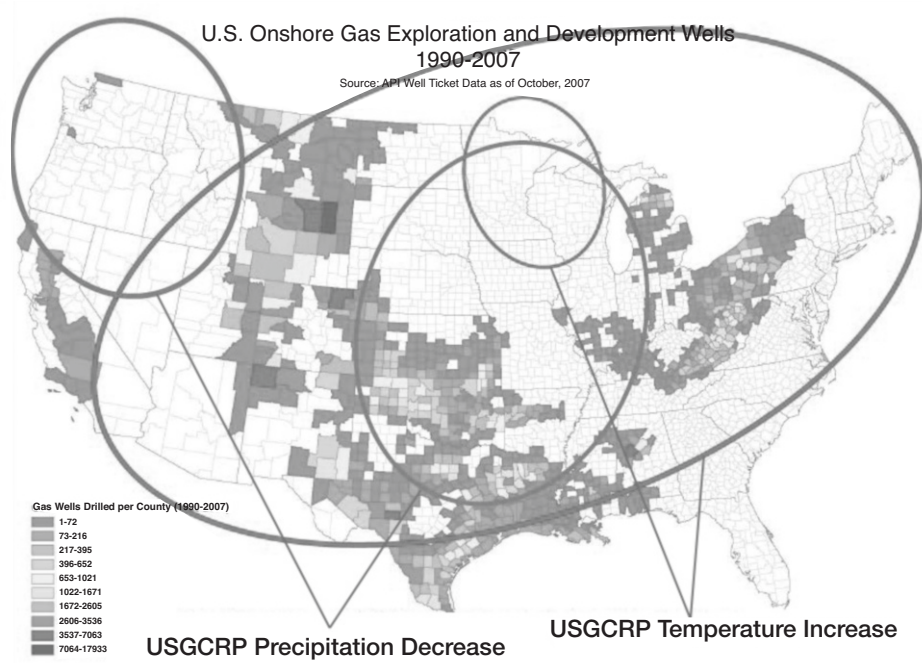 U.S. Onshore Gas Exploration and Development Wells
1990-2007
Source: API Well Ticket Data as of October, 2007
Gas Wells Drilled per County (1990-2007)
1-72
73-216
217-395
396-652
653-1021
1022-1671
1672-2605
2606-3536
3537-7063
7064-17933
USGCRP Precipitation Decrease
USGCRP Temperature Increase